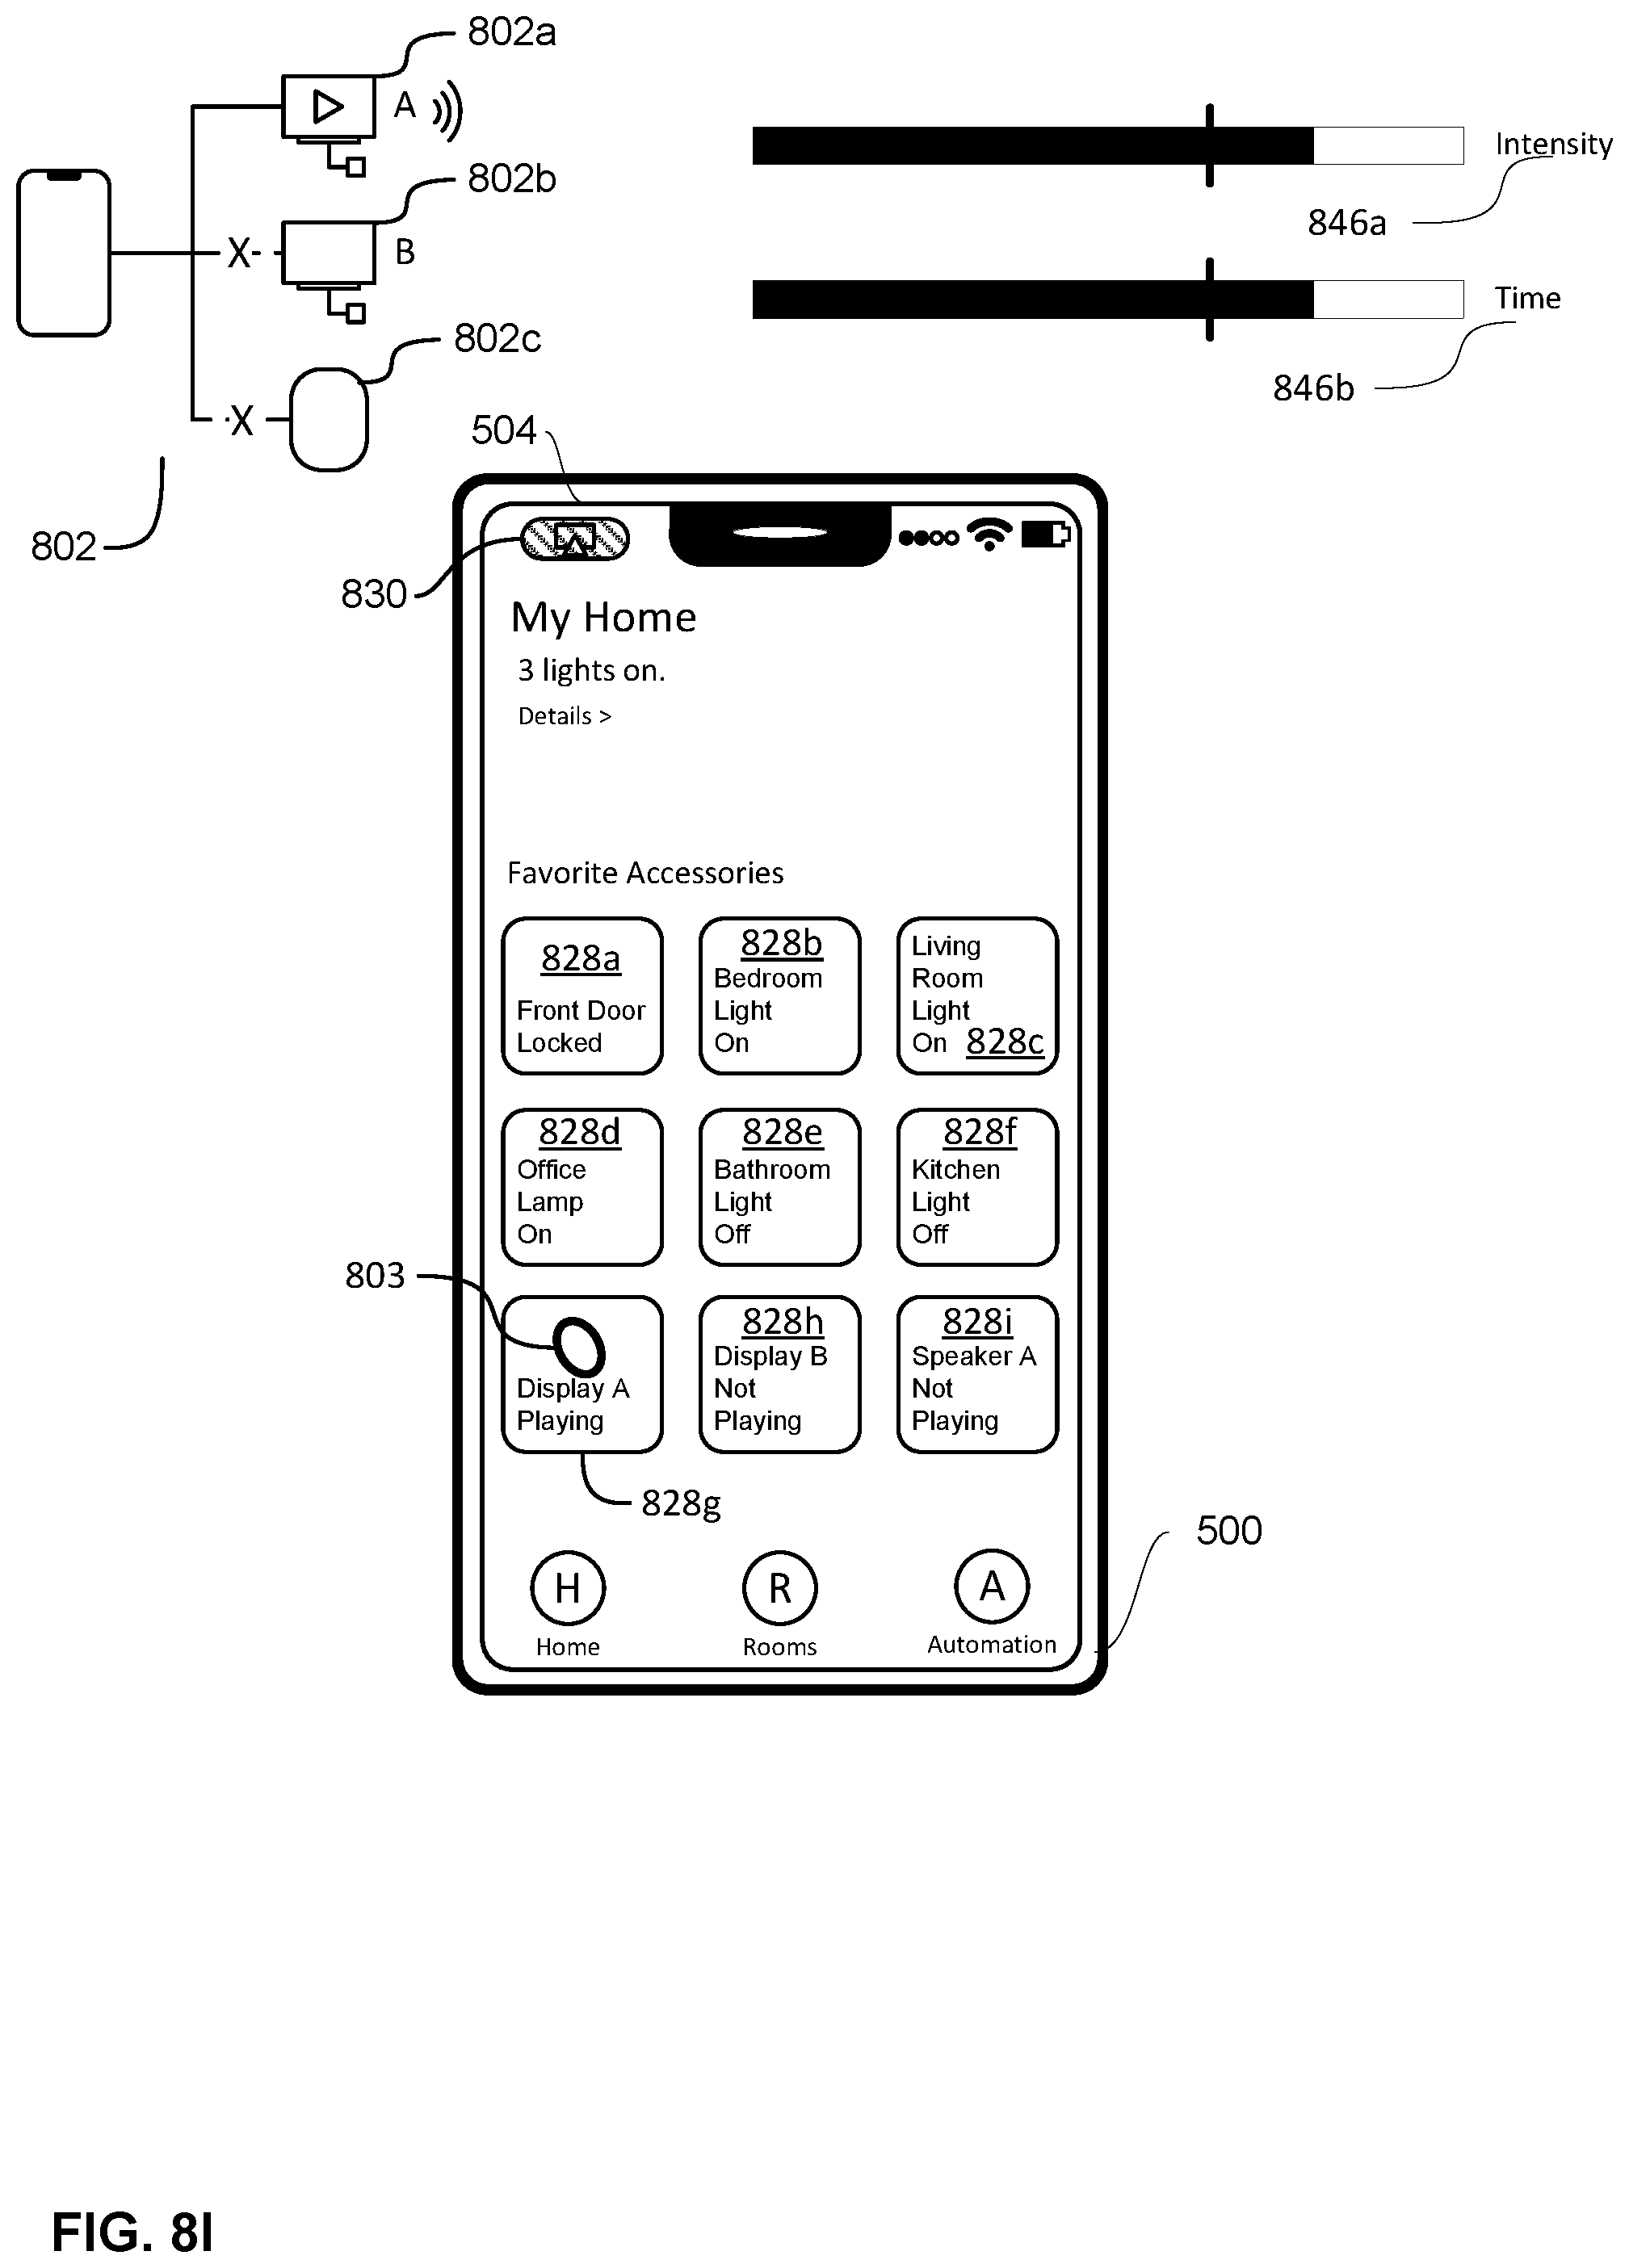 802a
A
Intensity
802b
846a
X
B
Time
802c
846b
X
504
802
830
My Home
3 lights on.
Details >
Favorite Accessories
828a
Front Door
Locked
828b
Bedroom
Light
On
Living
Room
Light
On 828c
828d
Office
Lamp
On
828e
Bathroom
Light
Off
828f
Kitchen
Light
Off
803
Display A
Playing
828h
Display B
Not
Playing
828i
Speaker A
Not
Playing
828g
500
H
R
A
Home
Rooms
Automation
FIG. 8I